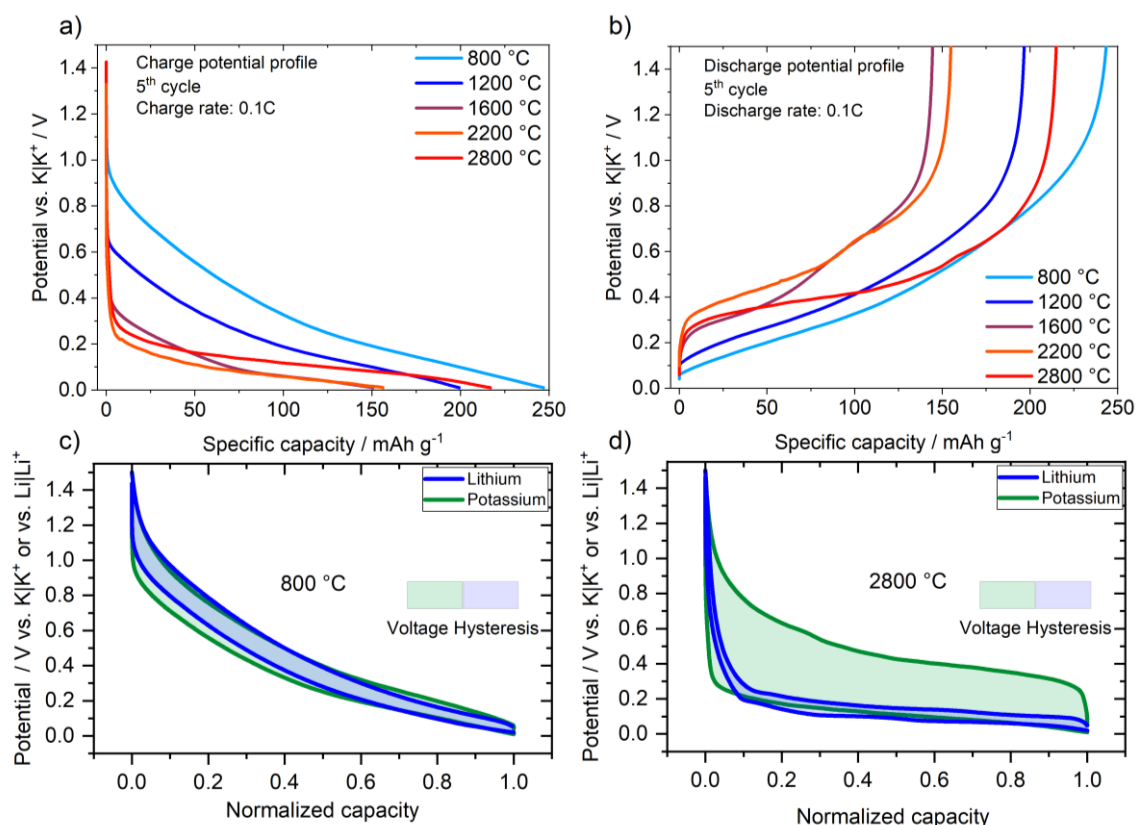 a)
Charge potential profile
5th cycle
Charge rate: 0.1C
800 °C
1200 °C
1600 °C
2200 °C
2800 °C
Potential vs. K|K+ / V
1.4
1.2
1.0
0.8
0.6
0.4
0.2
0.0
0 50 100 150 200 250
Specific capacity / mAh g-1
b)
Discharge potential profile
5th cycle
Discharge rate: 0.1C
800 °C
1200 °C
1600 °C
2200 °C
2800 °C
Potential vs. K|K+ / V
1.4
1.2
1.0
0.8
0.6
0.4
0.2
0.0
0 50 100 150 200 250
Specific capacity / mAh g-1
c)
Lithium
Potassium
800 °C
Voltage Hysteresis
Potential / V vs. K|K+ or vs. Li|Li+
1.4
1.2
1.0
0.8
0.6
0.4
0.2
0.0
0.0 0.2 0.4 0.6 0.8 1.0
Normalized capacity
d)
Lithium
Potassium
2800 °C
Voltage Hysteresis
Potential / V vs. K|K+ or vs. Li|Li+
1.4
1.2
1.0
0.8
0.6
0.4
0.2
0.0
0.0 0.2 0.4 0.6 0.8 1.0
Normalized capacity